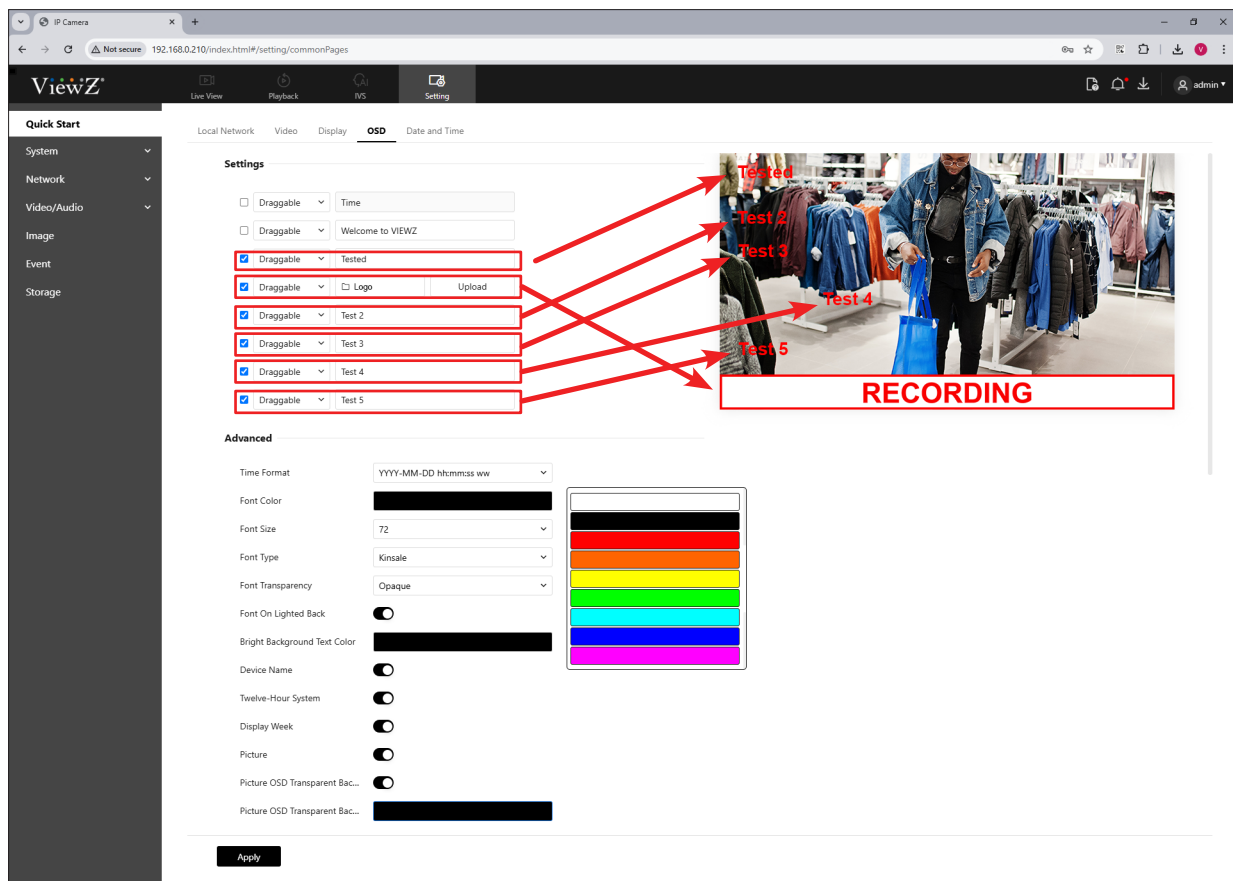 IP Camera
Not secure 192.168.0.210/index.html#/setting/commonPages
V
ViewZ
Live View Playback IVS Setting
AI
admin
Quick Start
System
Network
Video/Audio
Image
Event
Storage
Local Network Video Display OSD Date and Time
Settings
Draggable Time
Draggable Welcome to VIEWZ
Draggable Tested
Draggable Logo Upload
Draggable Test 2
Draggable Test 3
Draggable Test 4
Draggable Test 5
Tested
Test 2
Test 3
Test 4
Test 5
RECORDING
Advanced
Time Format YYYY-MM-DD hh:mm:ss ww
Font Color
Font Size 72
Font Type Kinsale
Font Transparency Opaque
Font On Lighted Back
Bright Background Text Color
Device Name
Twelve-Hour System
Display Week
Picture
Picture OSD Transparent Bac...
Picture OSD Transparent Bac...
Apply